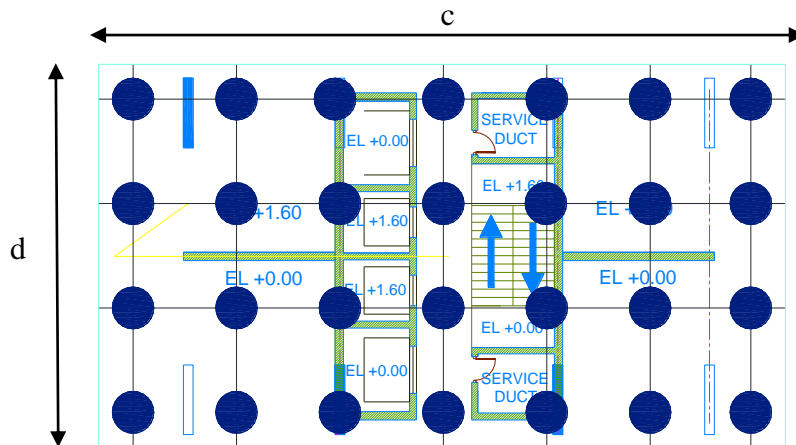 c
d
SERVICE
DUCT
EL +0.00
EL +1.60
+1.60
EL +1.60
EL
EL +0.00
EL +1.60
EL +0.00
EL +0.00
EL +0.00
SERVICE
DUCT